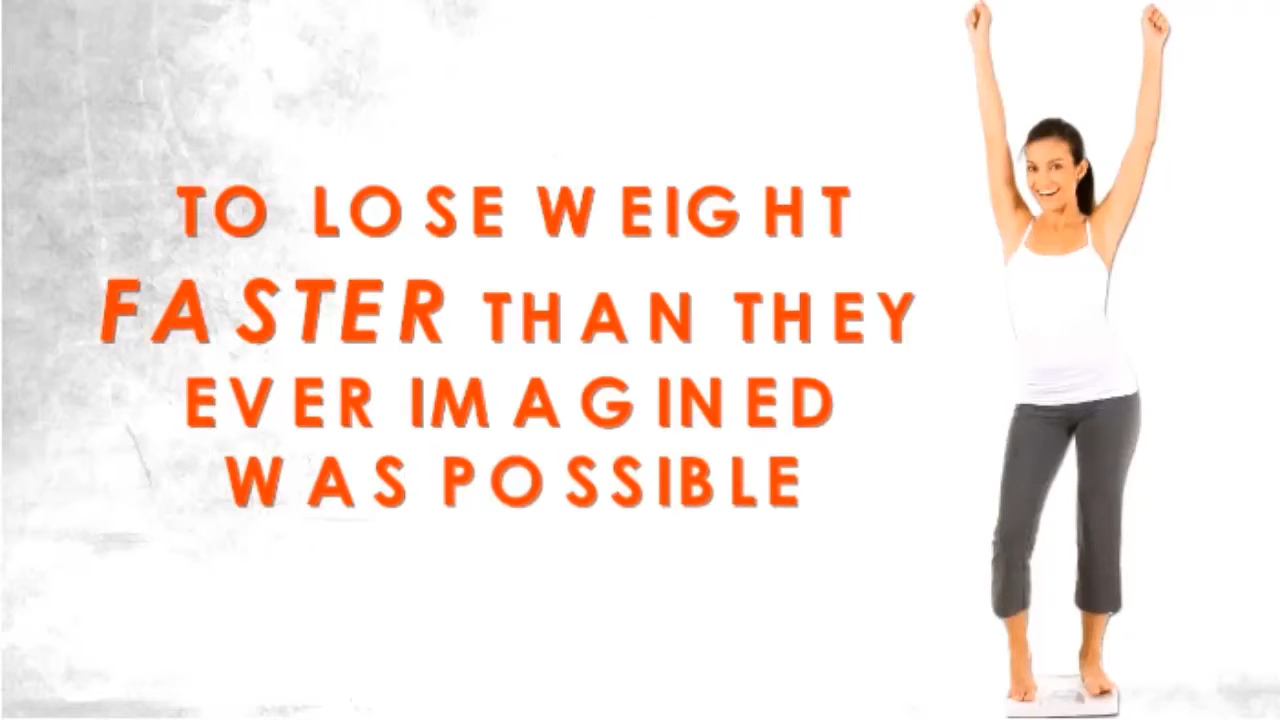 TO LOSE WEIGHT
FASTER THAN THEY
EVER IMAGINED
WAS POSSIBLE